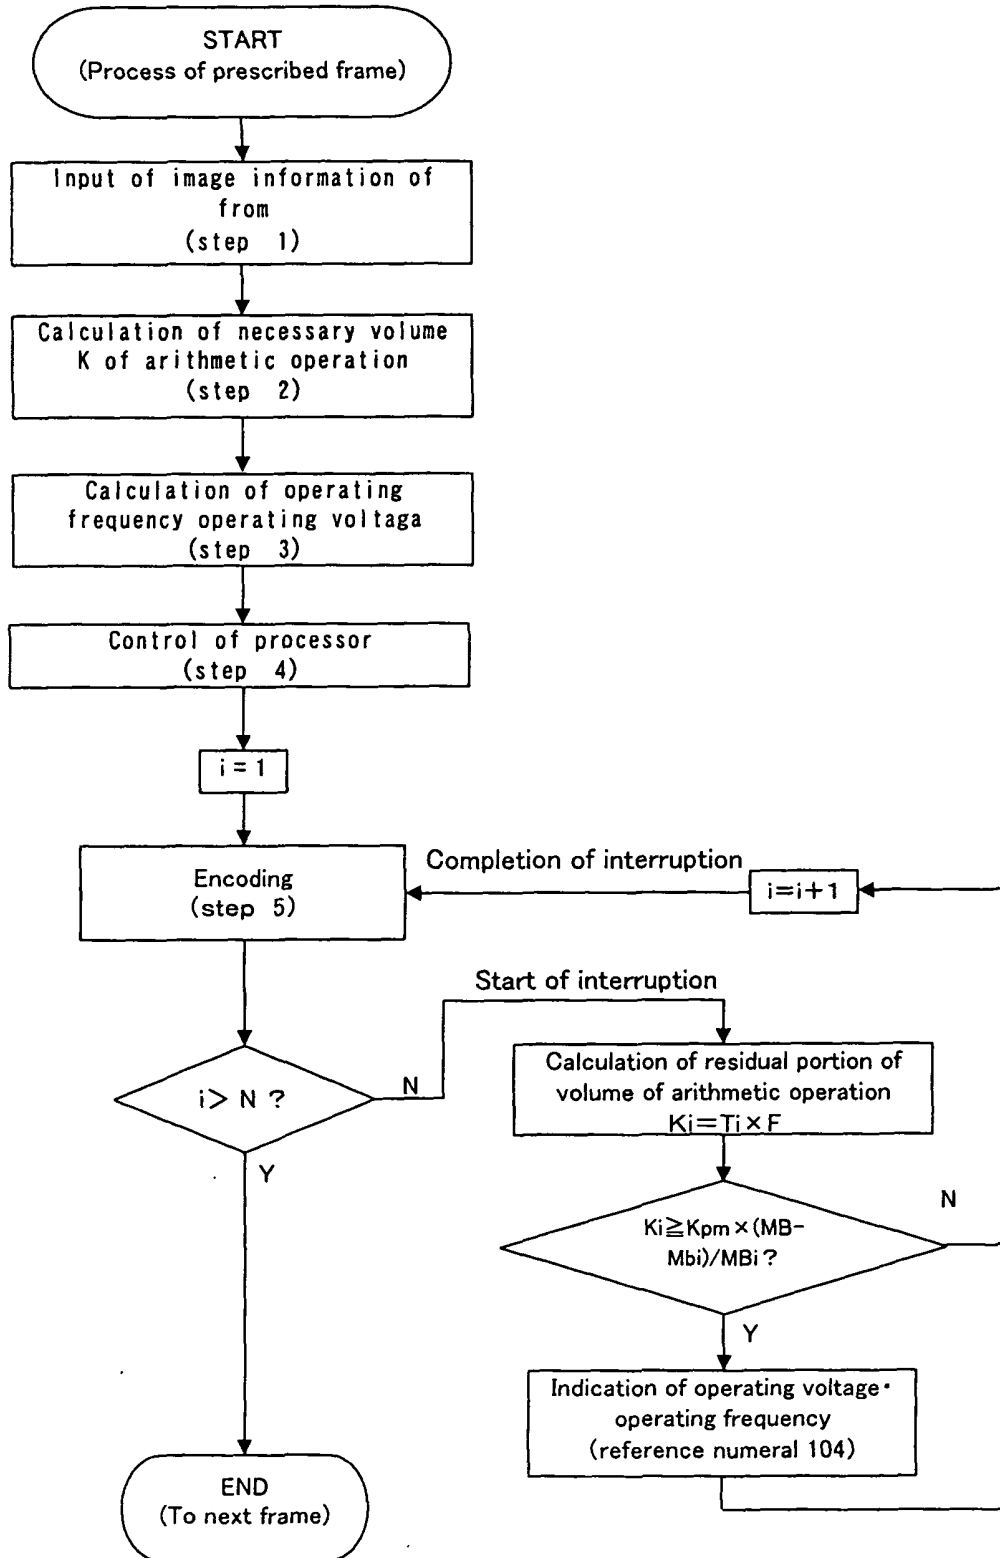 START
(Process of prescribed frame)
Input of image information of
from
(step 1)
Calculation of necessary volume
K of arithmetic operation
(step 2)
Calculation of operating
frequency operating voltaga
(step 3)
Control of processor
(step 4)
i = 1
Encoding
(step 5)
Completion of interruption
i=i+1
Start of interruption
i> N ?
N
Y
Calculation of residual portion of
volume of arithmetic operation
Ki=Ti×F
Ki≧Kpm×(MB-
Mbi)/MBi?
N
Y
Indication of operating voltage・
operating frequency
(reference numeral 104)
END
(To next frame)